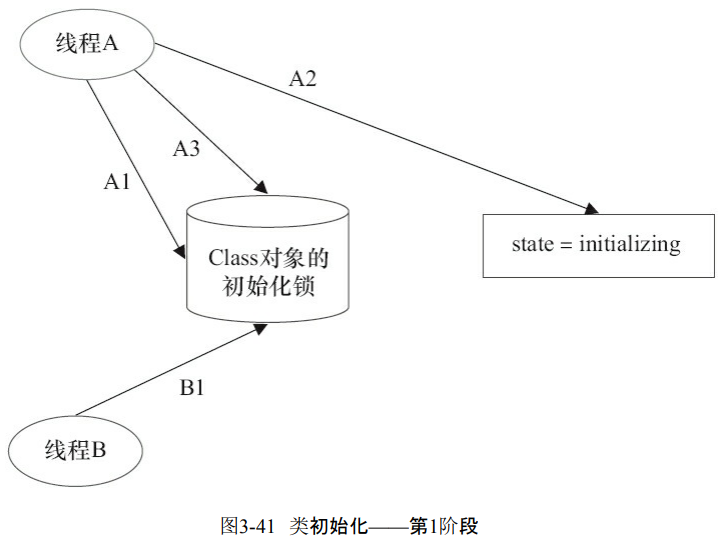 线程A
A2
A3
A1
Class对象的
初始化锁
state = initializing
B1
线程B
图3-41 类初始化——第1阶段